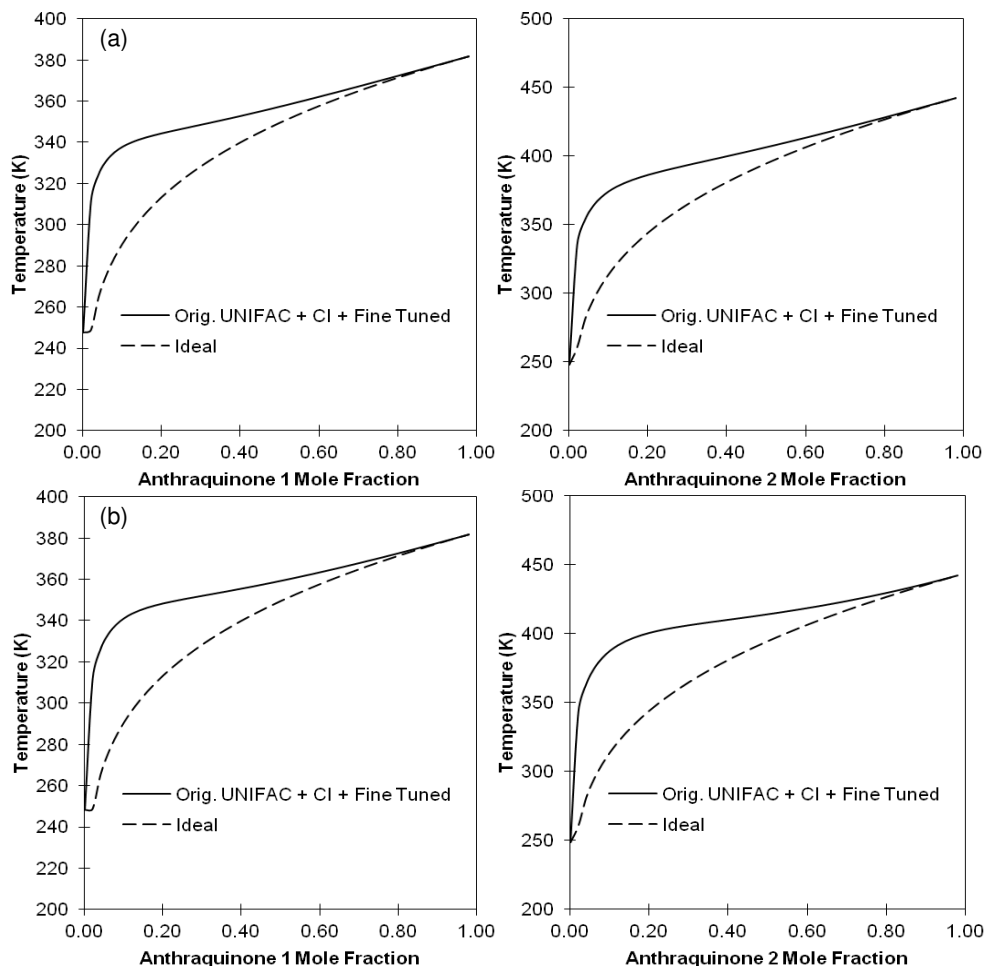 (a)
400
380
360
340
320
300
280
260
240
220
200
Temperature (K)
Orig. UNIFAC + CI + Fine Tuned
Ideal
0.00 0.20 0.40 0.60 0.80 1.00
Anthraquinone 1 Mole Fraction
500
450
400
350
300
250
200
Temperature (K)
Orig. UNIFAC + CI + Fine Tuned
Ideal
0.00 0.20 0.40 0.60 0.80 1.00
Anthraquinone 2 Mole Fraction
(b)
400
380
360
340
320
300
280
260
240
220
200
Temperature (K)
Orig. UNIFAC + CI + Fine Tuned
Ideal
0.00 0.20 0.40 0.60 0.80 1.00
Anthraquinone 1 Mole Fraction
500
450
400
350
300
250
200
Temperature (K)
Orig. UNIFAC + CI + Fine Tuned
Ideal
0.00 0.20 0.40 0.60 0.80 1.00
Anthraquinone 2 Mole Fraction